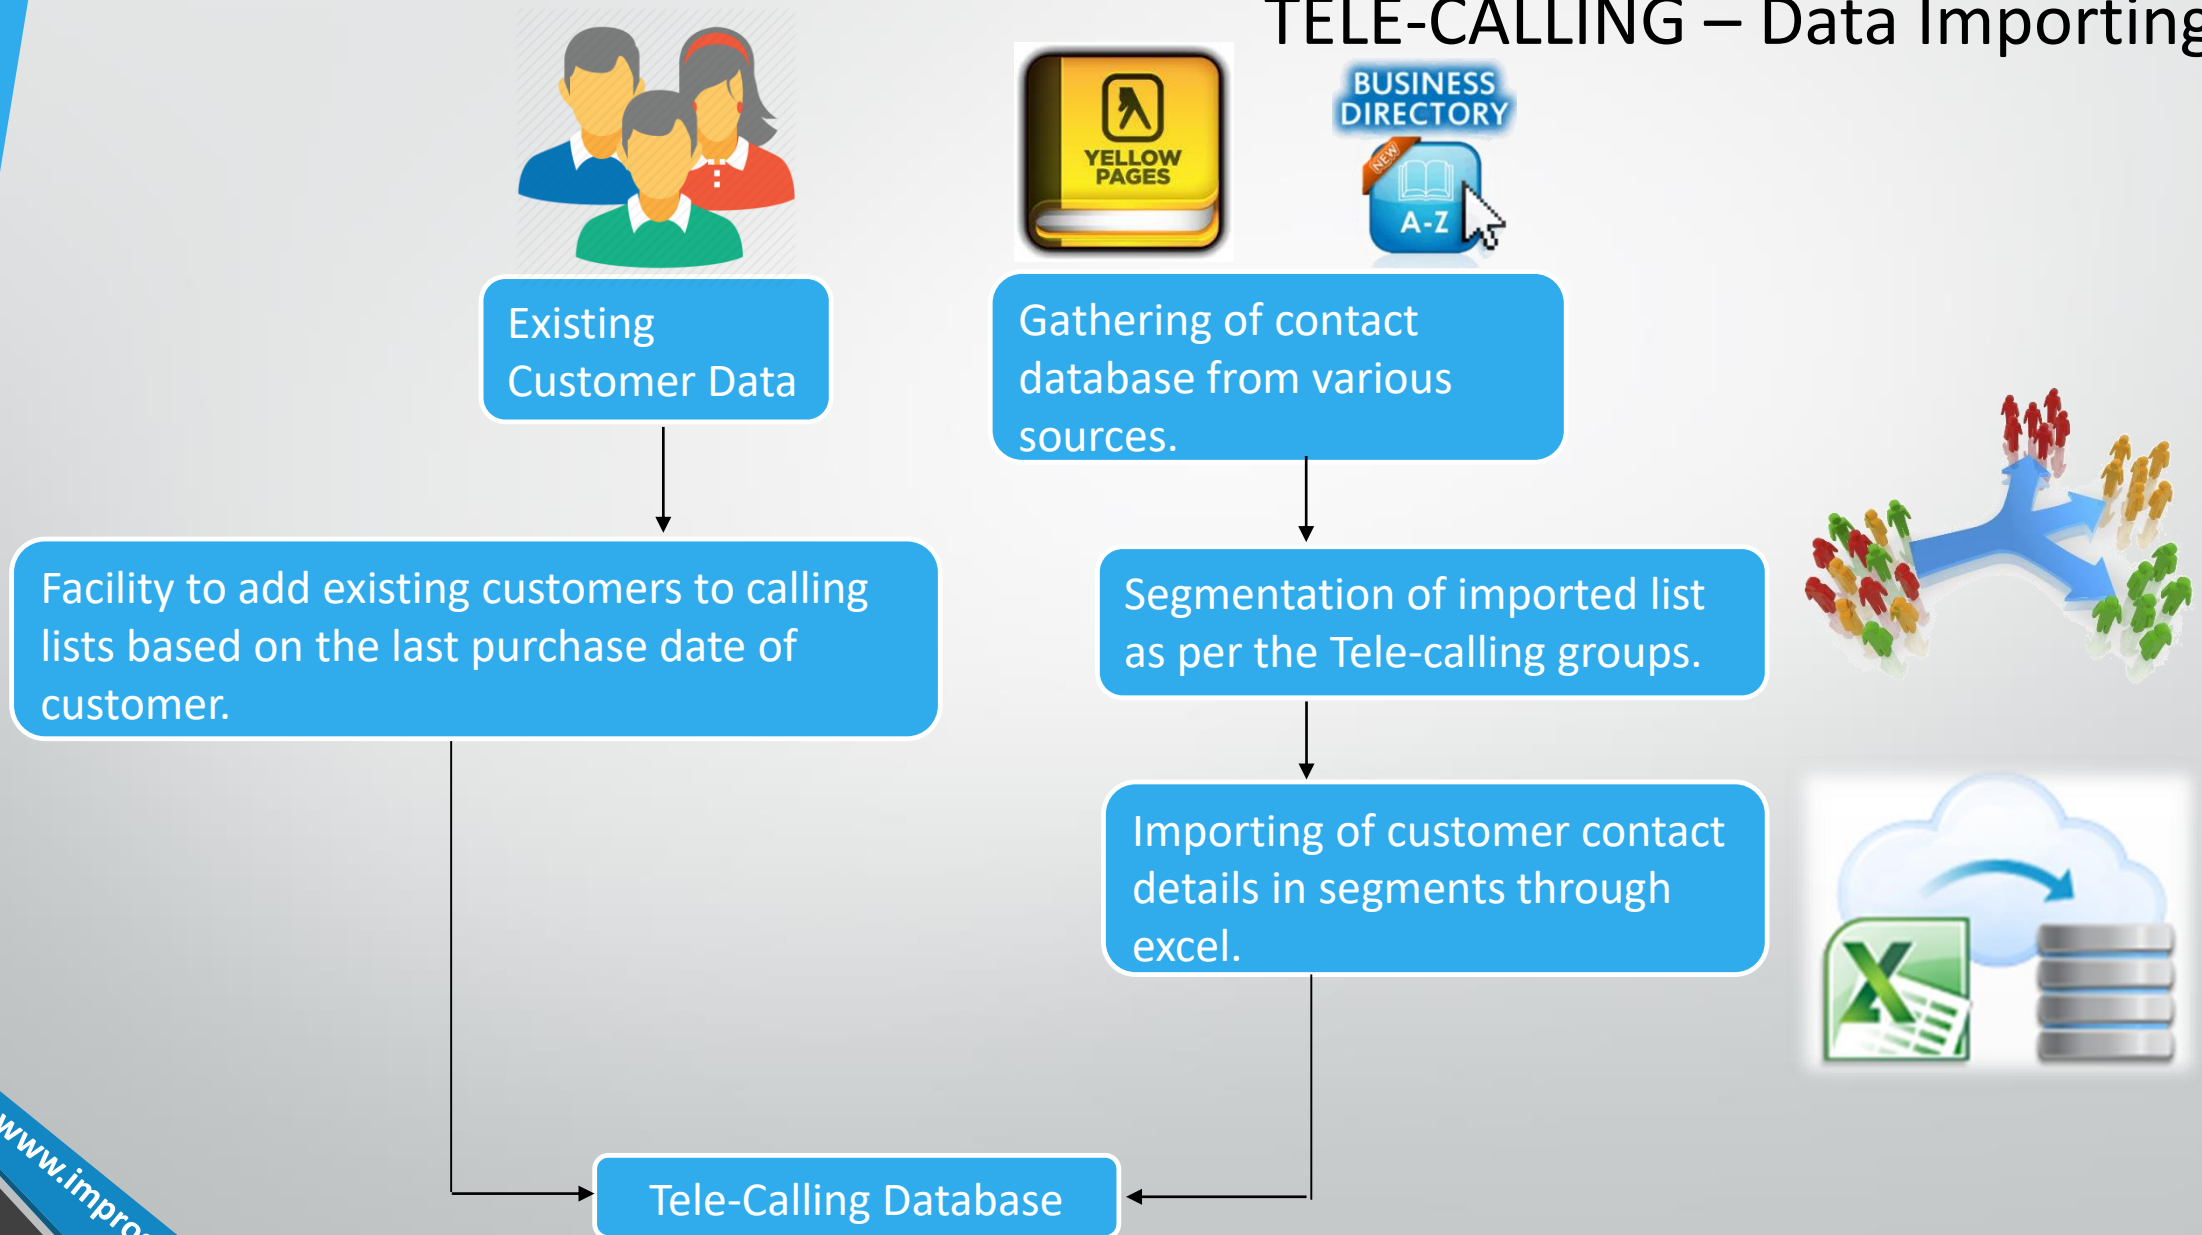 TELE-CALLING – Data Importing
YELLOW
PAGES
BUSINESS
DIRECTORY
NEW
A-Z
Existing
Customer Data
Gathering of contact
database from various
sources.
Facility to add existing customers to calling
lists based on the last purchase date of
customer.
Segmentation of imported list
as per the Tele-calling groups.
Importing of customer contact
details in segments through
excel.
X
Tele-Calling Database